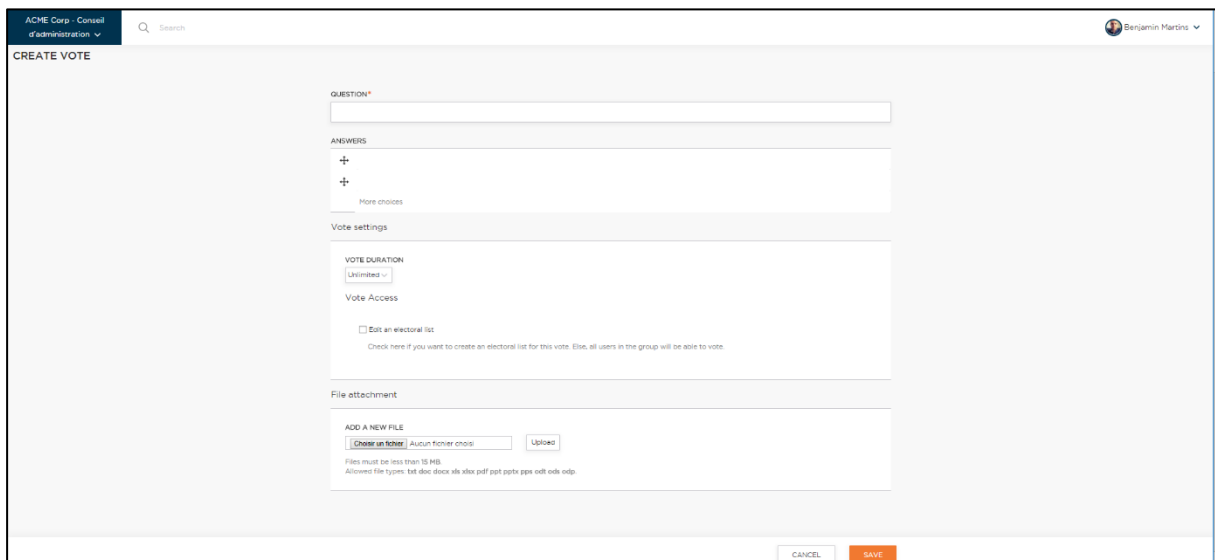 ACME Corp - Conseil
d'administration
Search
Benjamin Martins
CREATE VOTE
QUESTION*
ANSWERS
More choices
Vote settings
VOTE DURATION
Unlimited
Vote Access
Edit an electoral list
Check here if you want to create an electoral list for this vote. Else, all users in the group will be able to vote.
File attachment
ADD A NEW FILE
Choisir un fichier Aucun fichier choisi Upload
Files must be less than 15 MB.
Allowed file types: txt doc docx xls xlsx pdf ppt pptx pps odt ods odp.
CANCEL SAVE